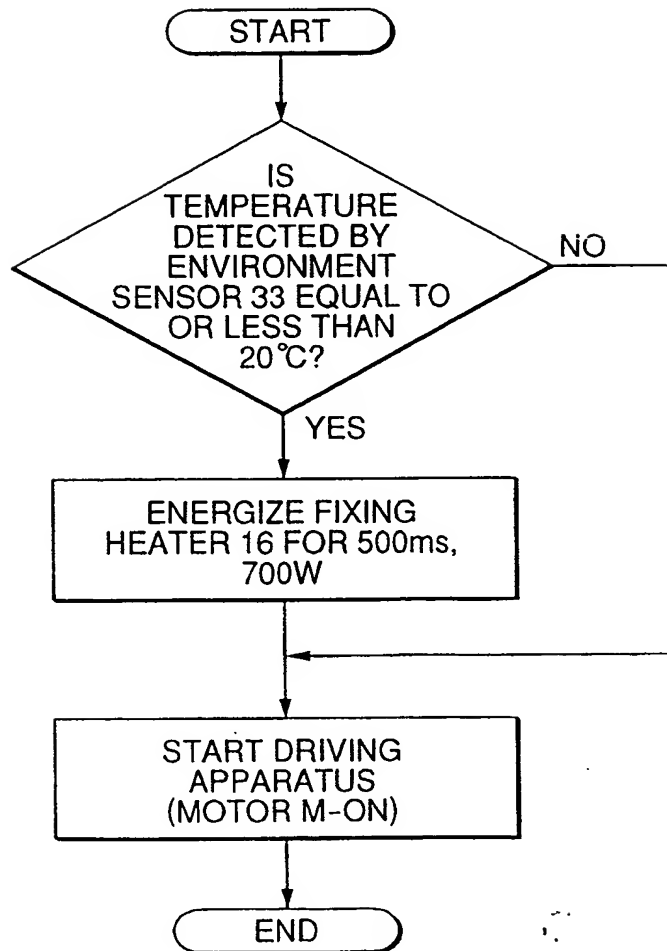 START
IS
TEMPERATURE
DETECTED BY
ENVIRONMENT
SENSOR 33 EQUAL TO
OR LESS THAN
20°C?
NO
YES
ENERGIZE FIXING
HEATER 16 FOR 500ms,
700W
START DRIVING
APPARATUS
(MOTOR M-ON)
END